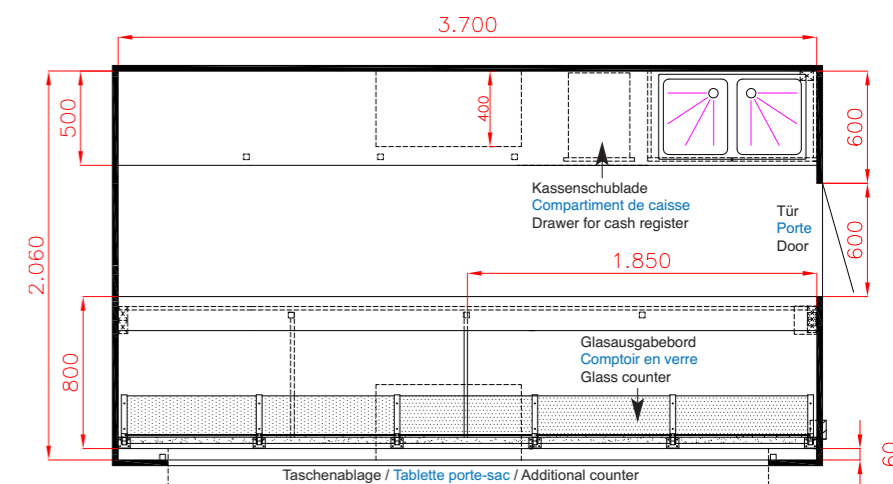 3.700
500
400
600
Kassenschublade
Compartiment de caisse
Drawer for cash register
Tür
Porte
Door
600
2.060
1.850
800
Glasausgabebord
Comptoir en verre
Glass counter
60
Taschenablage / Tablette porte-sac / Additional counter